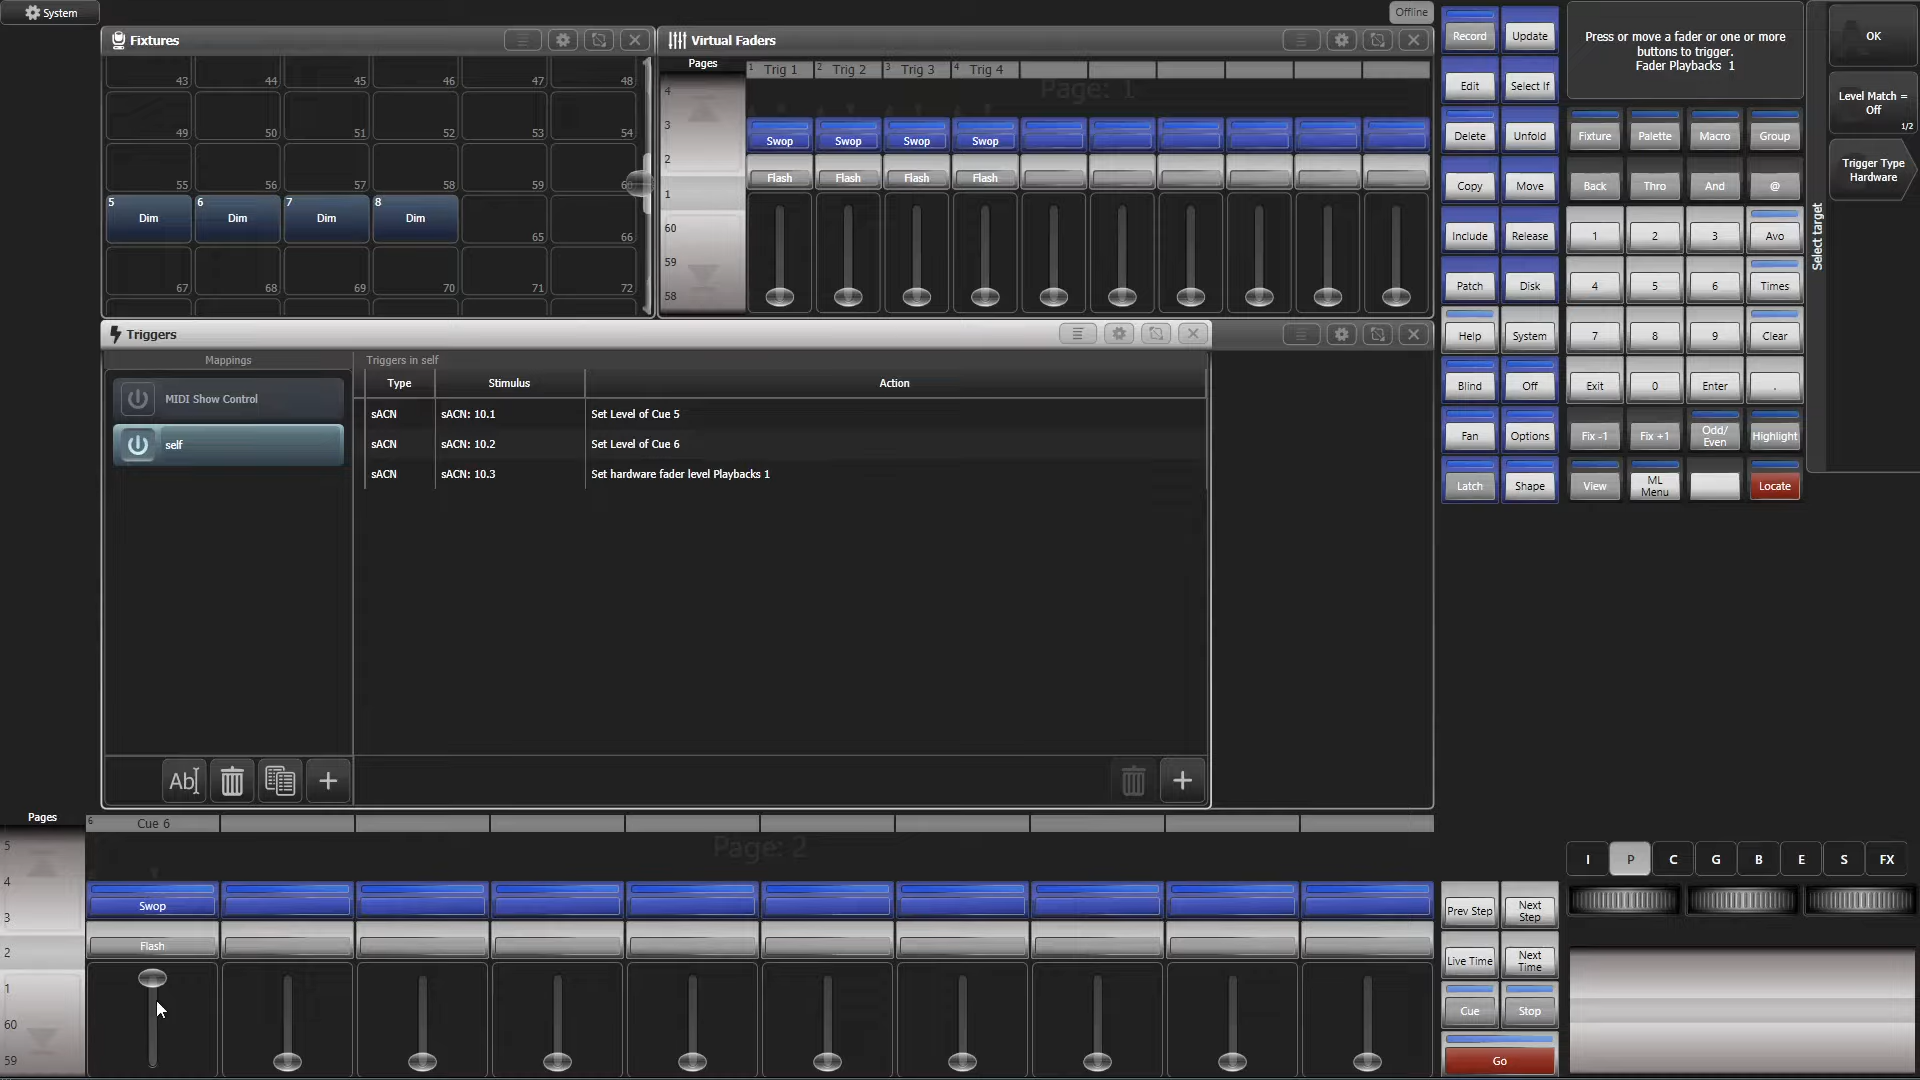 System
Offline
Fixtures
43 44 45 46 47 48
49 50 51 52 53 54
55 56 57 58 59
5 Dim 6 Dim 7 Dim 8 Dim 65 66
67 68 69 70 71 72
Virtual Faders
Pages
1 Trig 1 2 Trig 2 3 Trig 3 4 Trig 4
Page: 1
4
3
2
1
60
59
58
Swop Swop Swop Swop
Flash Flash Flash Flash
Triggers
Mappings
MIDI Show Control
self
Triggers in self
Type Stimulus Action
sACN sACN: 10.1 Set Level of Cue 5
sACN sACN: 10.2 Set Level of Cue 6
sACN sACN: 10.3 Set hardware fader level Playbacks 1
Ab
Record Update
Edit Select If
Delete Unfold
Copy Move
Include Release
Patch Disk
Help System
Blind Off
Fan Options
Latch Shape
Press or move a fader or one or more
buttons to trigger.
Fader Playbacks 1
Fixture Palette Macro Group
Back Thro And @
1 2 3 Avo
4 5 6 Times
7 8 9 Clear
Exit 0 Enter .
Fix -1 Fix +1 Odd/
Even Highlight
View ML
Menu Locate
Select target
OK
Level Match =
Off
1/2
Trigger Type
Hardware
Pages
5
4
3
2
1
60
59
6 Cue 6
Page: 2
Swop
Flash
Prev Step Next
Step
Live Time Next
Time
Cue Stop
Go
I P C G B E S FX